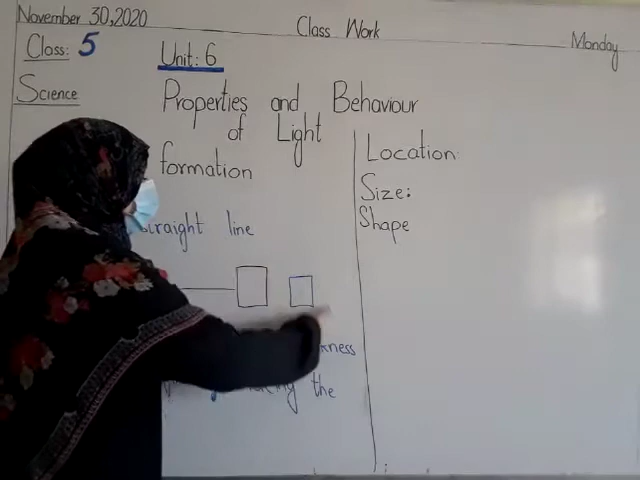 November 30,2020
Class Work
Monday
Class: 5
Unit: 6
Science
Properties and Behaviour
of Light
formation
straight line
the
Location
Size:
Shape